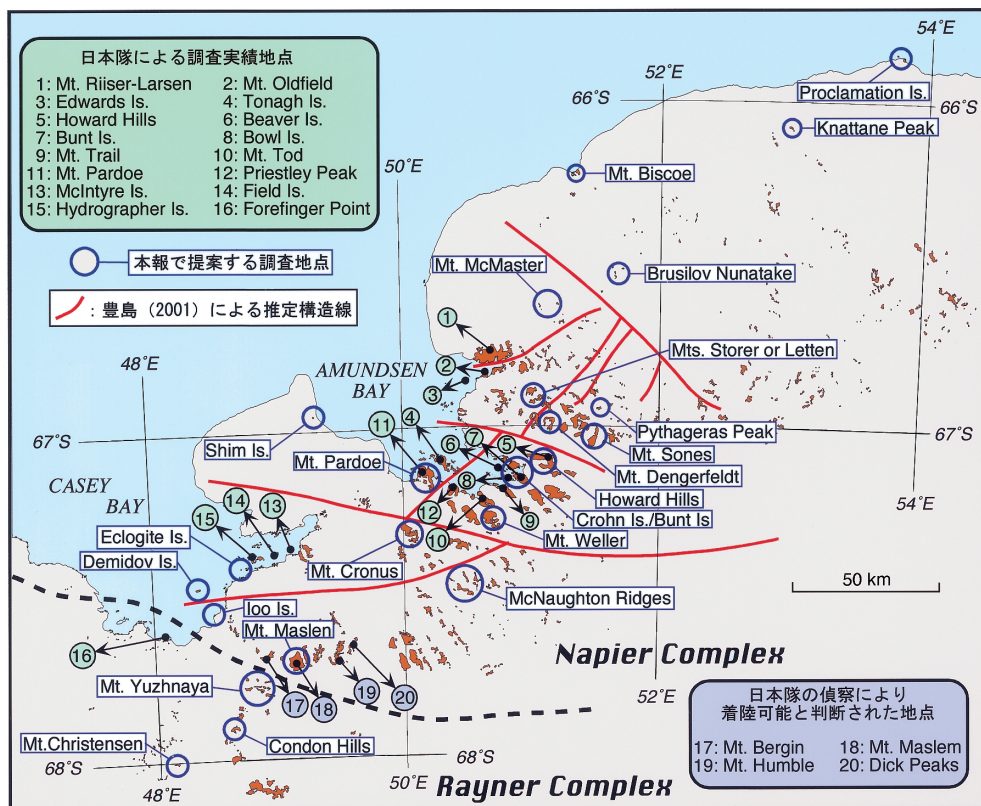 54°E
日本隊による調査実績地点
1: Mt. Riiser-Larsen 2: Mt. Oldfield
3: Edwards Is. 4: Tonagh Is.
5: Howard Hills 6: Beaver Is.
7: Bunt Is. 8: Bowl Is.
9: Mt. Trail 10: Mt. Tod
11: Mt. Pardoe 12: Priestley Peak
13: McIntyre Is. 14: Field Is.
15: Hydrographer Is. 16: Forefinger Point
本報で提案する調査地点
:豊島(2001)による推定構造線
52°E
66°S
66°S
Proclamation Is.
Knattane Peak
50°E
Mt. Biscoe
Mt. McMaster
Brusilov Nunatake
1
48°E
AMUNDSEN
BAY
2
3
Mts. Storer or Letten
67°S
Shim Is.
11
4
6
7
5
Pythageras Peak
67°S
Mt. Sones
Mt. Pardoe
Mt. Dengerfeldt
8
Howard Hills
CASEY
BAY
14
13
15
12
9
Crohn Is./Bunt Is
54°E
10
Mt. Weller
Eclogite Is.
Demidov Is.
Mt. Cronus
McNaughton Ridges
50 km
Ioo Is.
Mt. Maslen
16
Napier Complex
Mt. Yuzhnaya
17
18
19
20
52°E
Condon Hills
Mt.Christensen
68°S
68°S
48°E
50°E
Rayner Complex
日本隊の偵察により
着陸可能と判断された地点
17: Mt. Bergin 18: Mt. Maslem
19: Mt. Humble 20: Dick Peaks